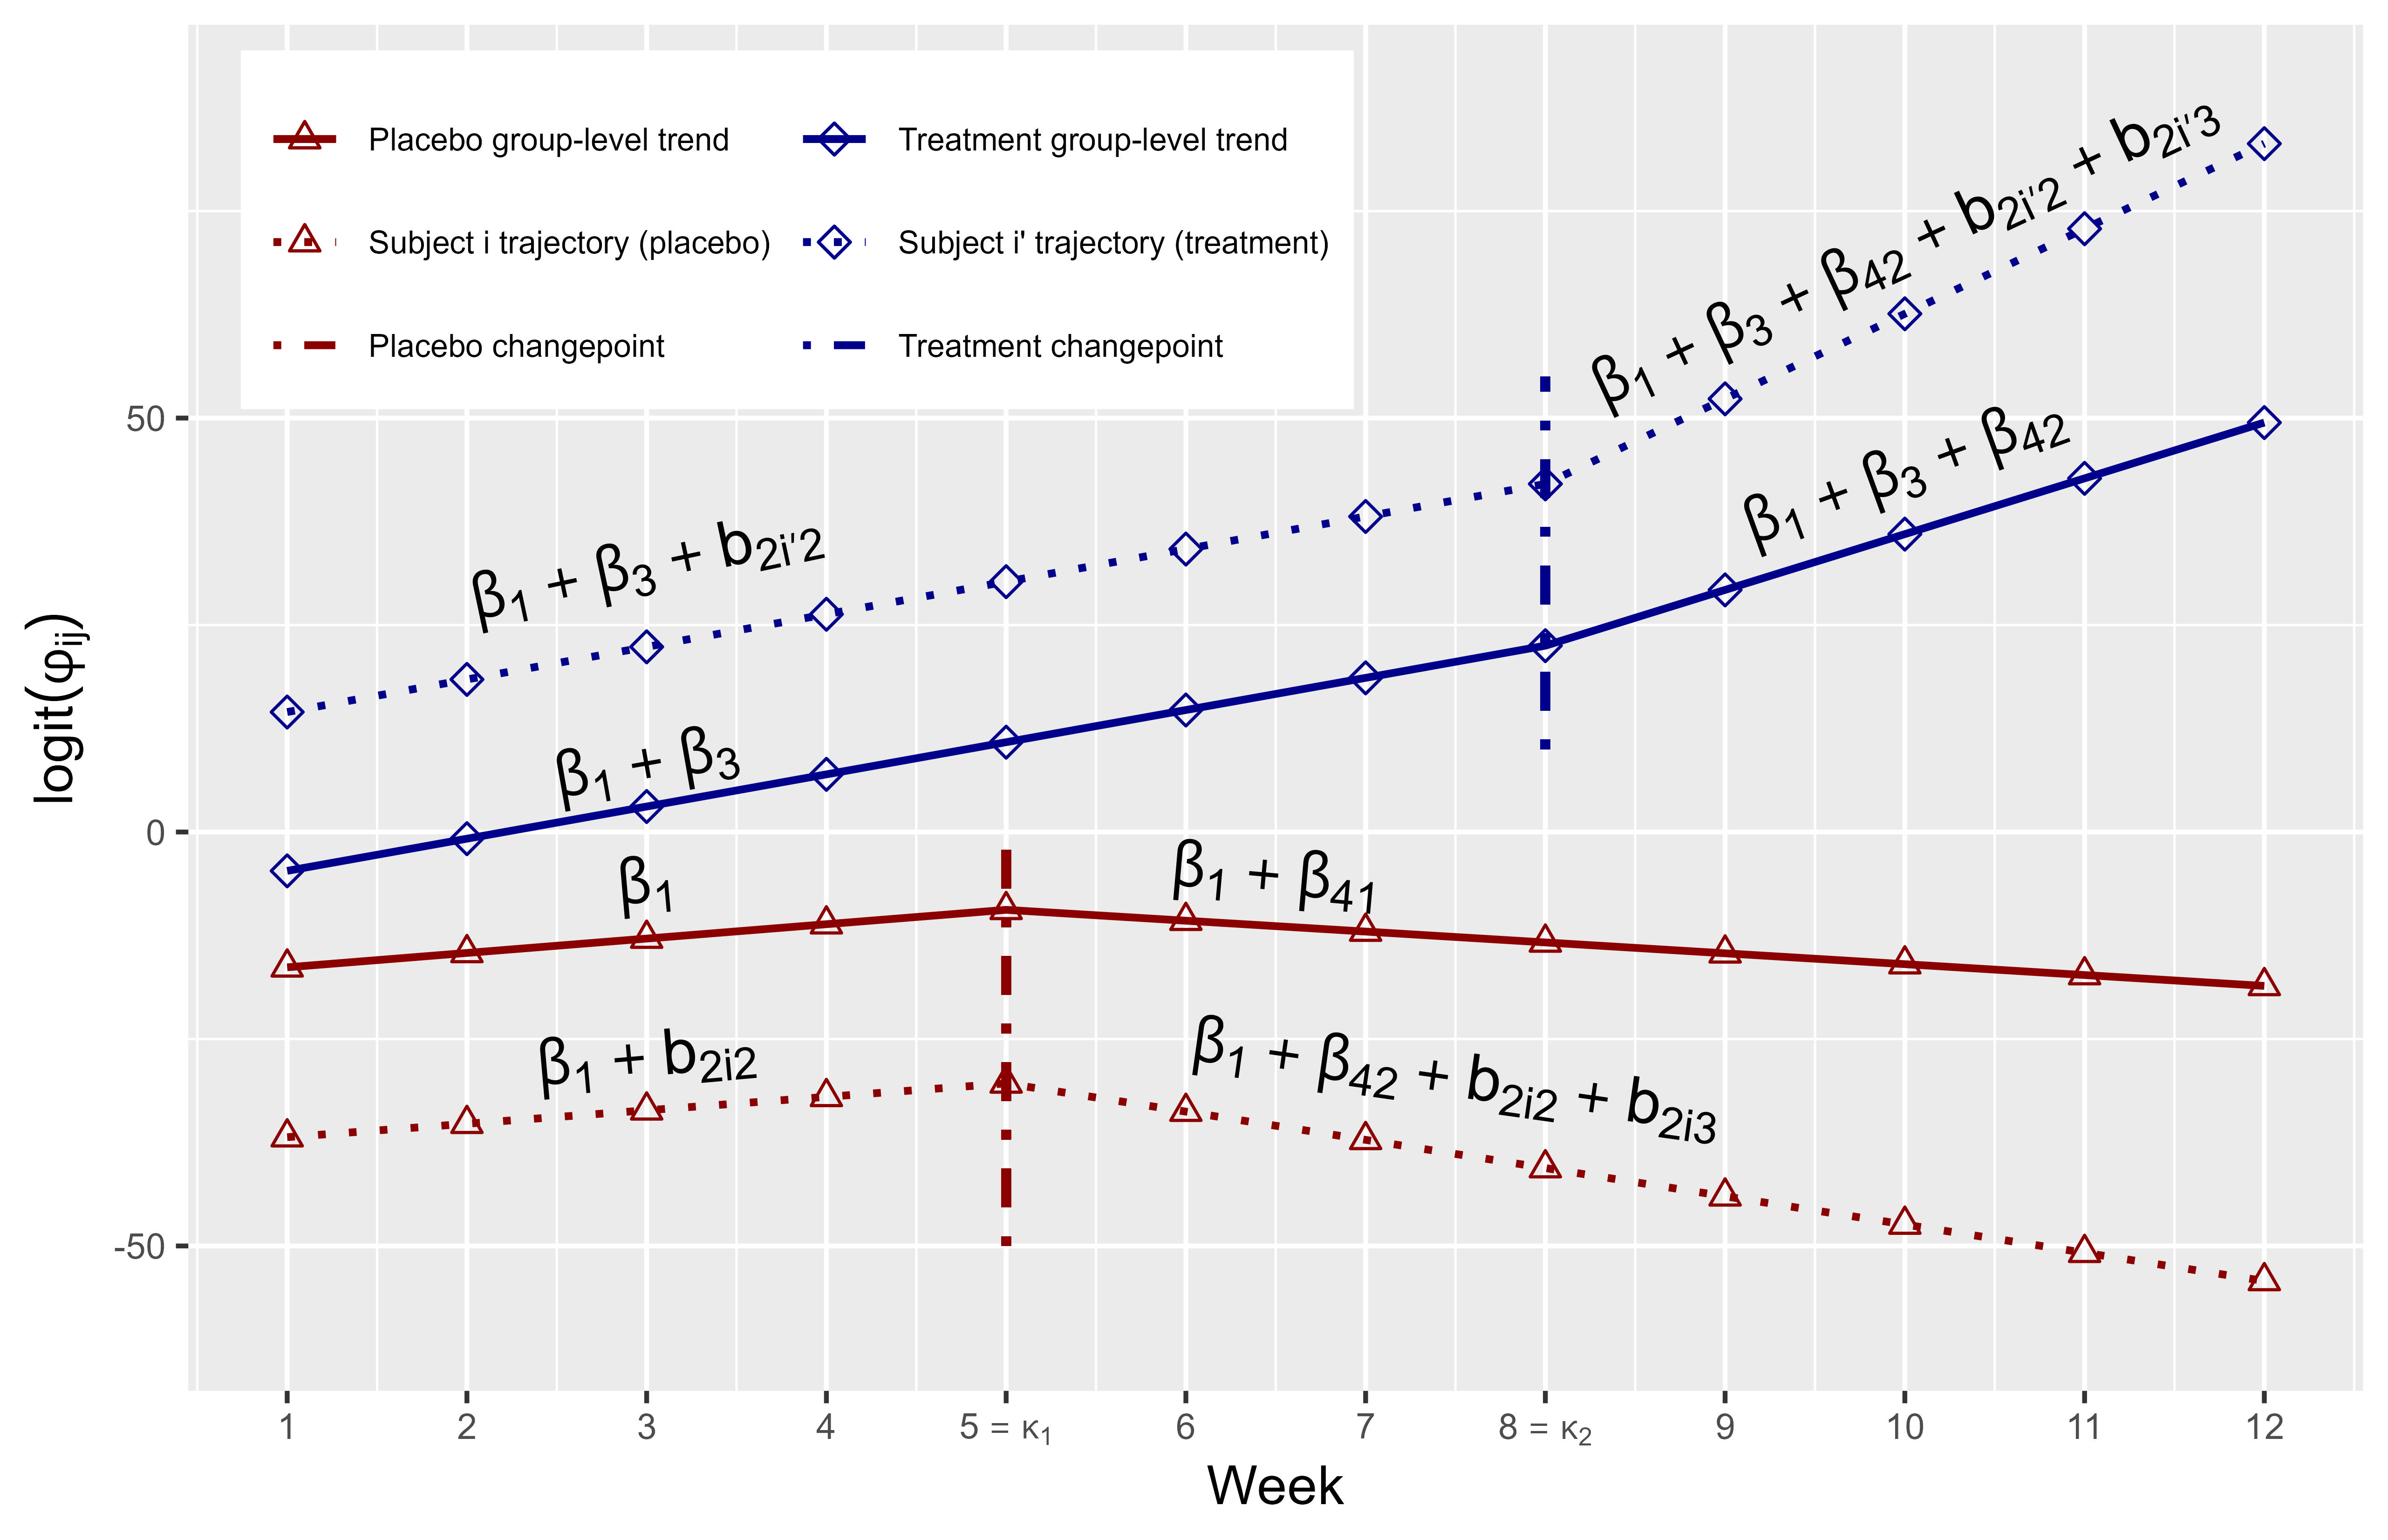 Placebo group-level trend
Treatment group-level trend
Subject i trajectory (placebo)
Subject i' trajectory (treatment)
Placebo changepoint
Treatment changepoint
β₁ + β₃ + β₄₂ + b₂ᵢ′₂ + b₂ᵢ′₃
β₁ + β₃ + β₄₂
β₁ + β₃ + b₂ᵢ′₂
β₁ + β₃
β₁
β₁ + β₄₁
β₁ + b₂ᵢ₂
β₁ + β₄₂ + b₂ᵢ₂ + b₂ᵢ₃
50
0
-50
logit(φᵢⱼ)
1 2 3 4 5 = κ₁ 6 7 8 = κ₂ 9 10 11 12
Week